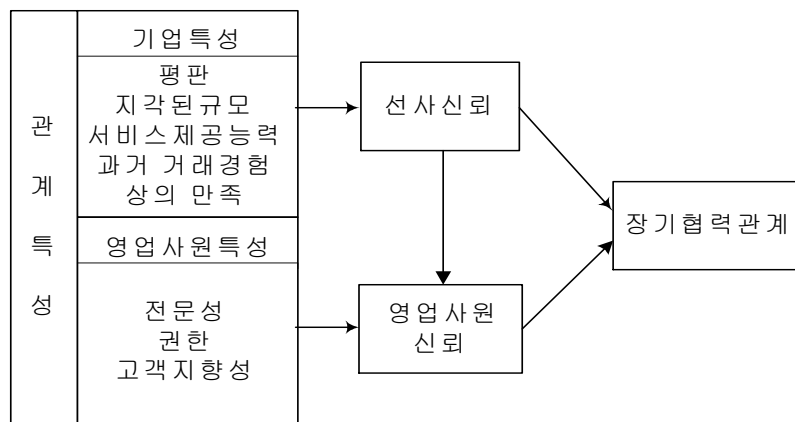 관
계
특
성
기업특성
평판
지각된규모
서비스제공능력
과거 거래경험
상의 만족
영업사원특성
전문성
권한
고객지향성
선사신뢰
영업사원
신뢰
장기협력관계